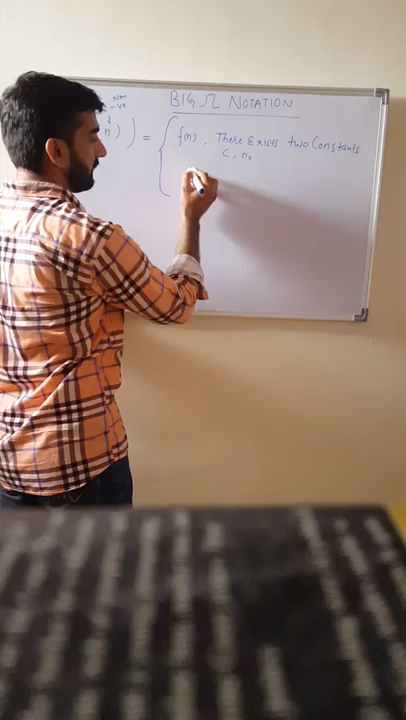 BIG Ω NOTATION
n ) ) = { f(n) . There Exists two Constants
C, n₀